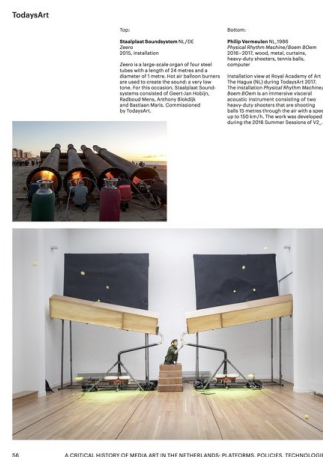 TodaysArt
Top:
Staalplaat Soundsystem NL/DE
Zeero
2015, installation
Zeero is a large-scale organ of four steel
tubes with a length of 24 metres and a
diameter of 1 metre. Hot air balloon burners
are used to create the sound: a very low
tone. For this occasion, Staalplaat Sound-
systems consisted of Geert-Jan Hobijn,
Radboud Mens, Anthony Blokdijk
and Bastiaan Maris. Commissioned
by TodaysArt.
Bottom:
Philip Vermeulen NL, 1986
Physical Rhythm Machine/Boem BOem
2016–2017, wood, metal, curtains,
heavy-duty shooters, tennis balls,
computer
Installation view at Royal Academy of Art
The Hague (NL) during TodaysArt 2017.
The installation Physical Rhythm Machine/
Boem BOem is an immersive visceral
acoustic instrument consisting of two
heavy-duty shooters that are shooting
balls 15 metres through the air with a spee
up to 150 km/h. The work was developed
during the 2016 Summer Sessions of V2_.
56
A CRITICAL HISTORY OF MEDIA ART IN THE NETHERLANDS: PLATFORMS, POLICIES, TECHNOLOGIE